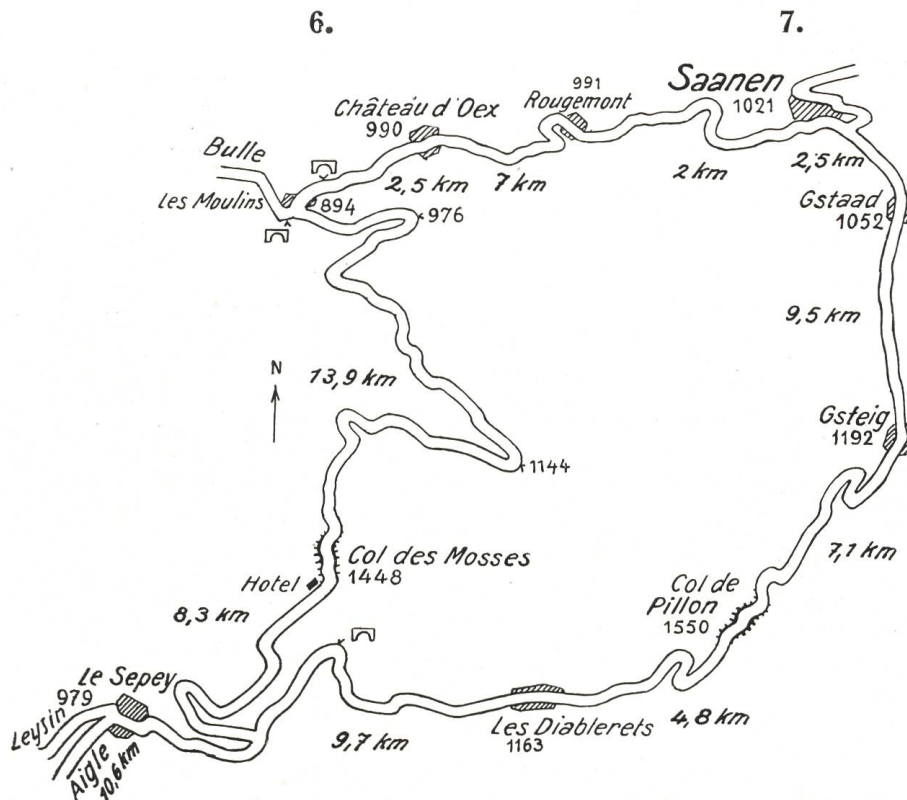 6.
7.
Saanen
1021
991
Rougemont
Château d'Oex
990
Bulle
2,5 km
7 km
2 km
2,5 km
Les Moulins
894
976
Gstaad
1052
9,5 km
N
13,9 km
Gsteig
1192
1144
7,1 km
Col des Mosses
1448
Hotel
Col de
Pillon
1550
8,3 km
Le Sepey
979
Leysin
Aigle
10,6 km
9,7 km
Les Diablerets
1163
4,8 km